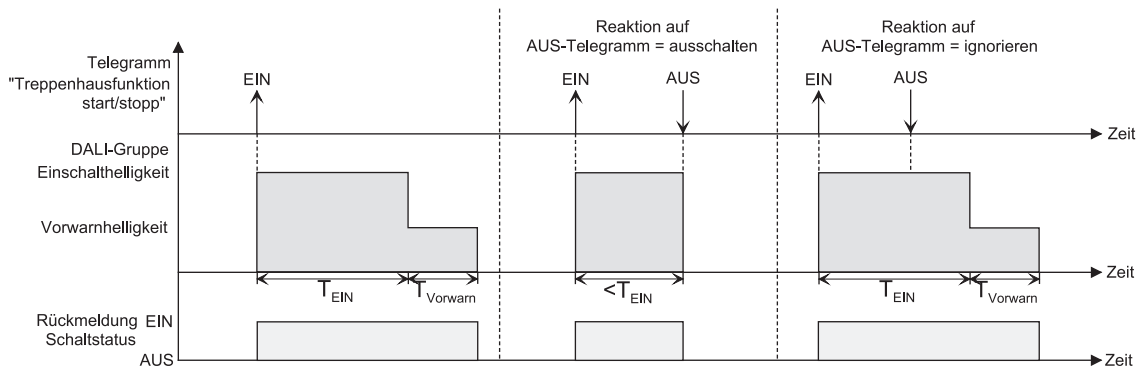 Reaktion auf
AUS-Telegramm = ausschalten
Reaktion auf
AUS-Telegramm = ignorieren
Telegramm
"Treppenhausfunktion
start/stopp"
EIN
EIN
AUS
EIN
AUS
Zeit
DALI-Gruppe
Einschalthelligkeit
Vorwarnhelligkeit
Zeit
TEIN
TVorwarn
<TEIN
TEIN
TVorwarn
Rückmeldung EIN
Schaltstatus
AUS
Zeit